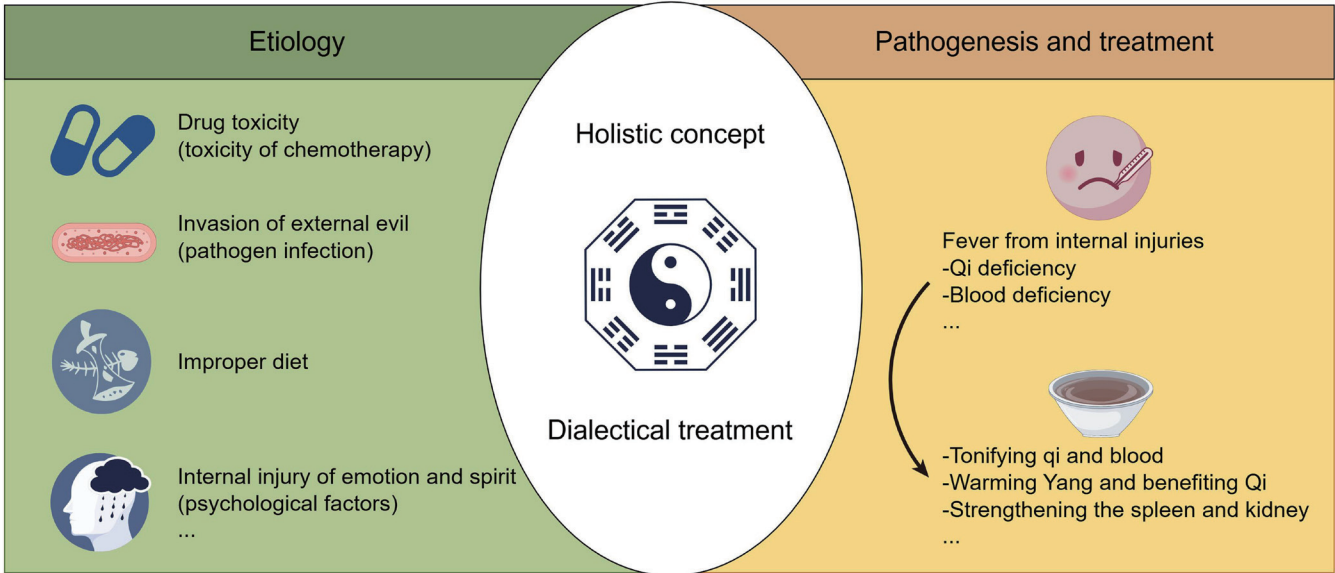 Etiology
Drug toxicity
(toxicity of chemotherapy)
Invasion of external evil
(pathogen infection)
Improper diet
Internal injury of emotion and spirit
(psychological factors)
...
Holistic concept
Dialectical treatment
Pathogenesis and treatment
Fever from internal injuries
-Qi deficiency
-Blood deficiency
...
-Tonifying qi and blood
-Warming Yang and benefiting Qi
-Strengthening the spleen and kidney
...